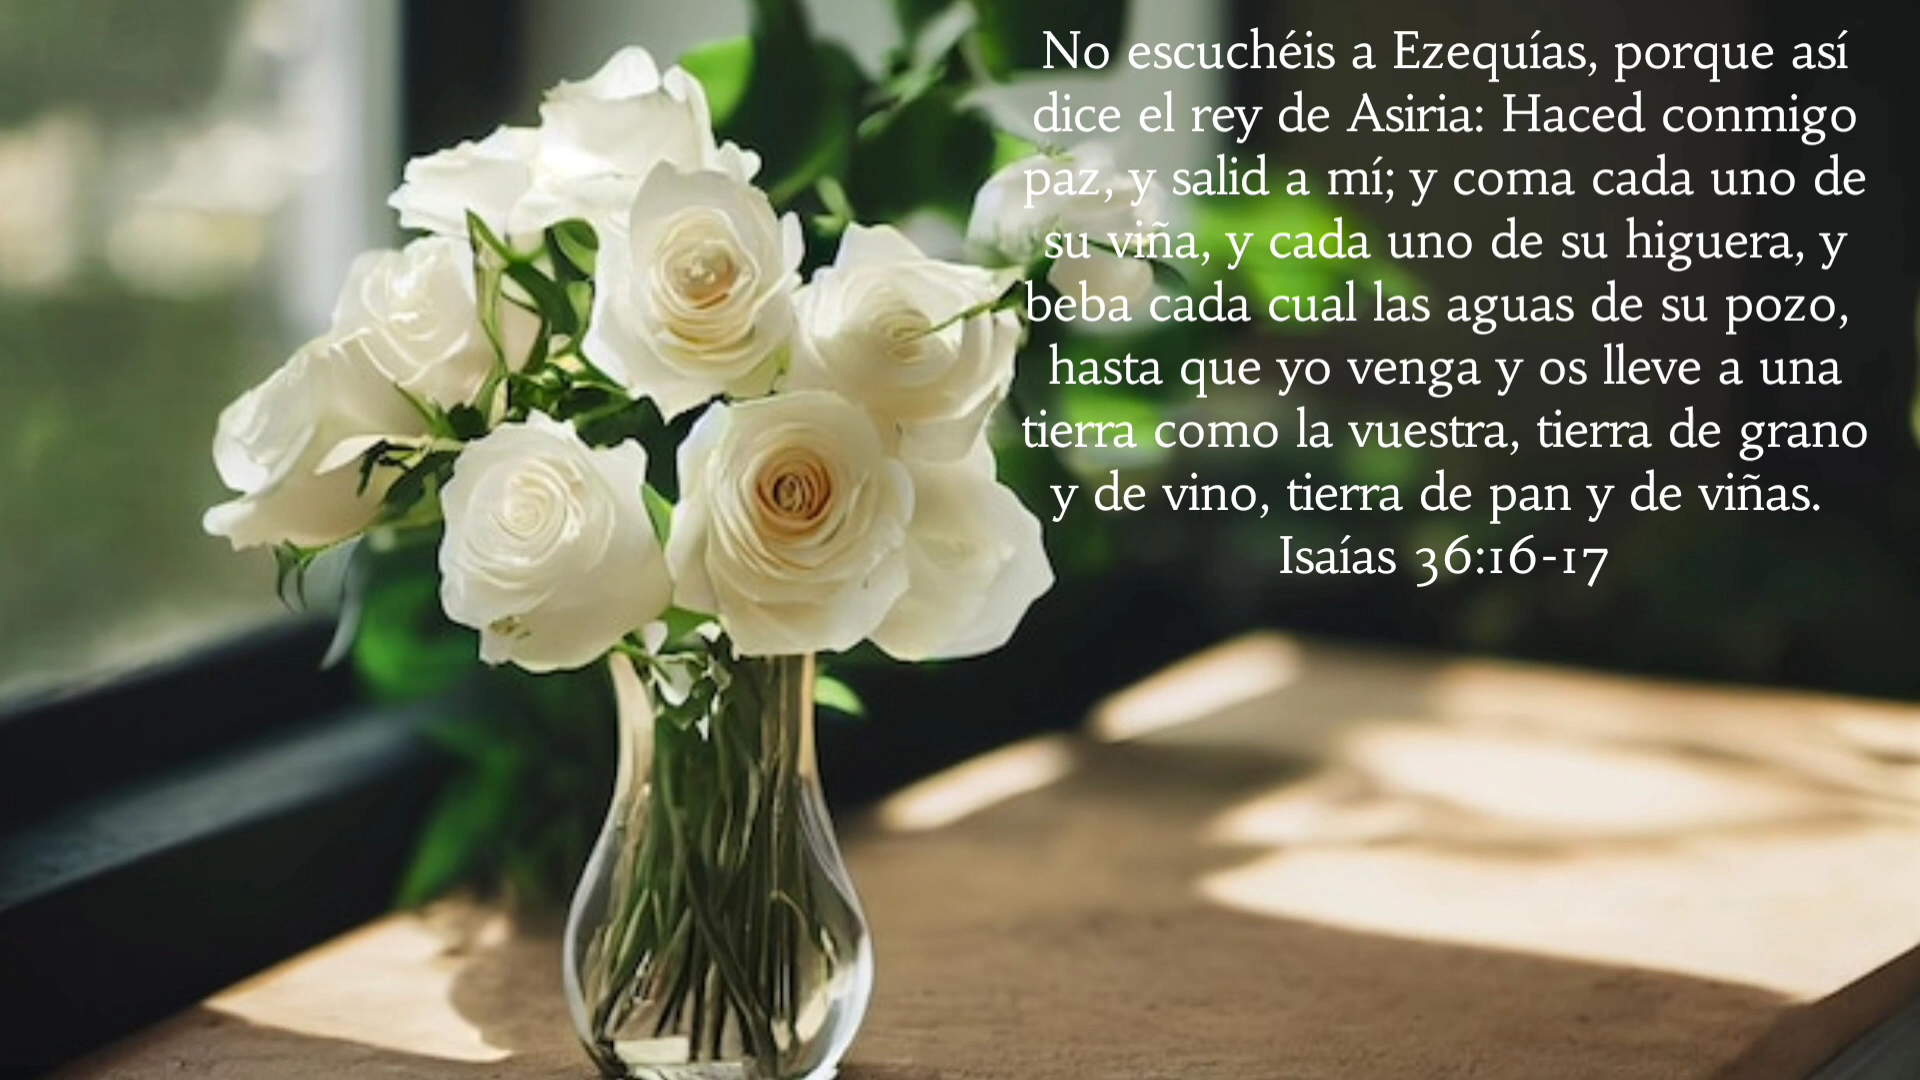 No escuchéis a Ezequías, porque así
dice el rey de Asiria: Haced conmigo
paz, y salid a mí; y coma cada uno de
su viña, y cada uno de su higuera, y
beba cada cual las aguas de su pozo,
hasta que yo venga y os lleve a una
tierra como la vuestra, tierra de grano
y de vino, tierra de pan y de viñas.
Isaías 36:16-17